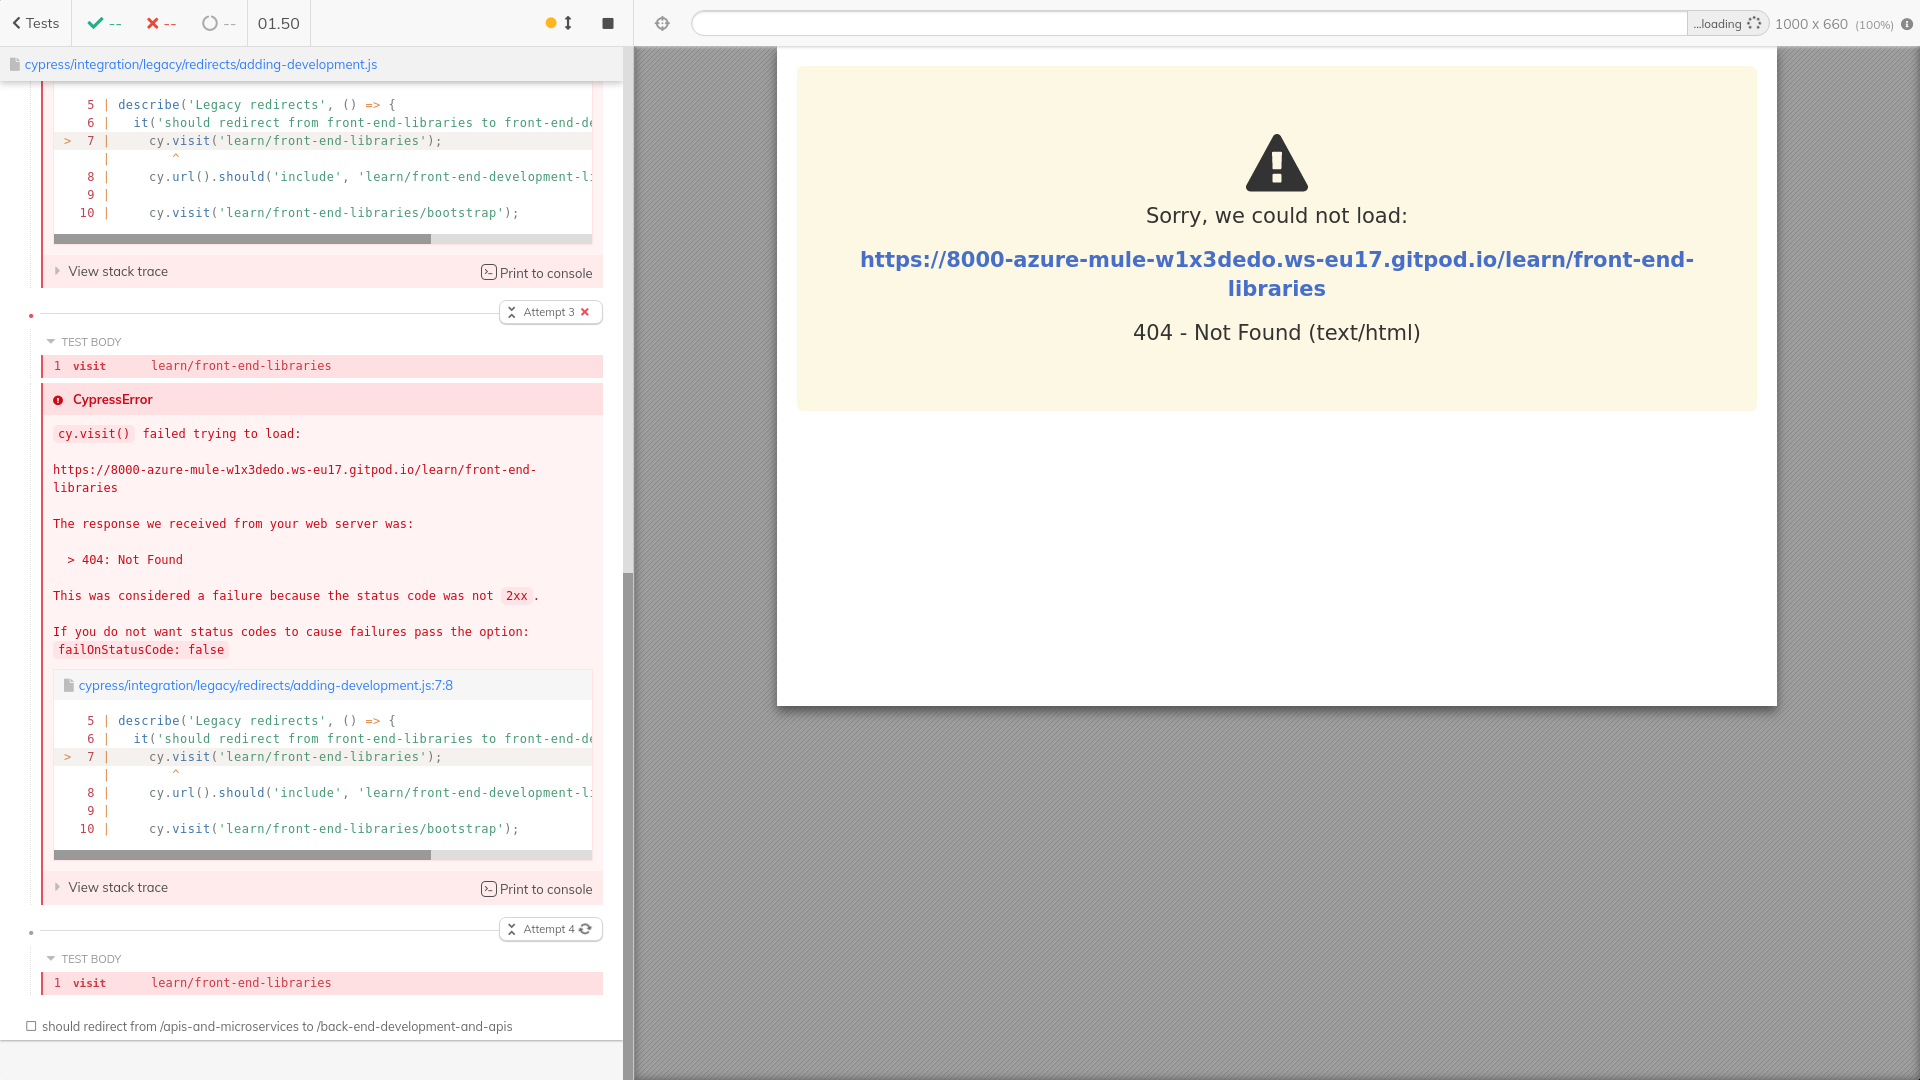 Tests
--
--
--
01.50
cypress/integration/legacy/redirects/adding-development.js
5 | describe('Legacy redirects', () => {
6 | it('should redirect from front-end-libraries to front-end-de
> 7 | cy.visit('learn/front-end-libraries');
| ^
8 | cy.url().should('include', 'learn/front-end-development-li
9 |
10 | cy.visit('learn/front-end-libraries/bootstrap');
View stack trace
Print to console
Attempt 3
TEST BODY
1 visit learn/front-end-libraries
CypressError
cy.visit() failed trying to load:
https://8000-azure-mule-w1x3dedo.ws-eu17.gitpod.io/learn/front-end-
libraries
The response we received from your web server was:
> 404: Not Found
This was considered a failure because the status code was not 2xx.
If you do not want status codes to cause failures pass the option:
failOnStatusCode: false
cypress/integration/legacy/redirects/adding-development.js:7:8
5 | describe('Legacy redirects', () => {
6 | it('should redirect from front-end-libraries to front-end-de
> 7 | cy.visit('learn/front-end-libraries');
| ^
8 | cy.url().should('include', 'learn/front-end-development-li
9 |
10 | cy.visit('learn/front-end-libraries/bootstrap');
View stack trace
Print to console
Attempt 4
TEST BODY
1 visit learn/front-end-libraries
should redirect from /apis-and-microservices to /back-end-development-and-apis
...loading
1000 x 660 (100%)
Sorry, we could not load:
https://8000-azure-mule-w1x3dedo.ws-eu17.gitpod.io/learn/front-end-
libraries
404 - Not Found (text/html)